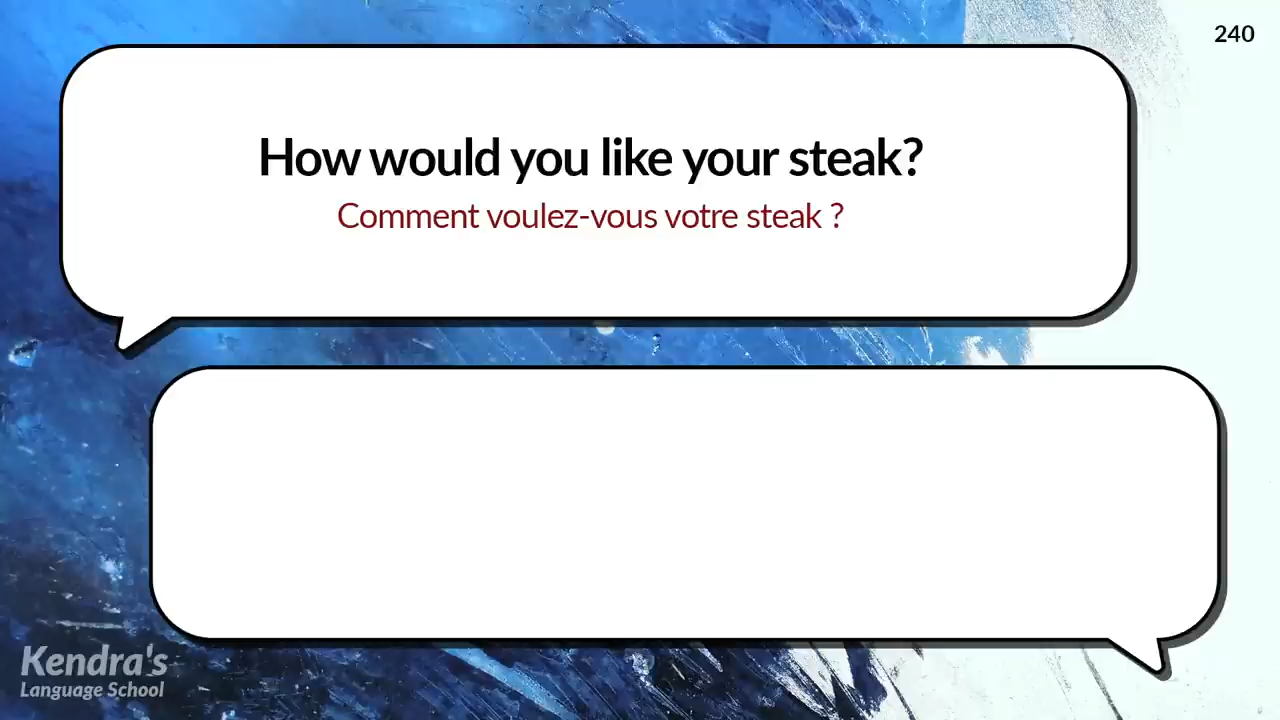 240
How would you like your steak?
Comment voulez-vous votre steak ?
Kendra's
Language School